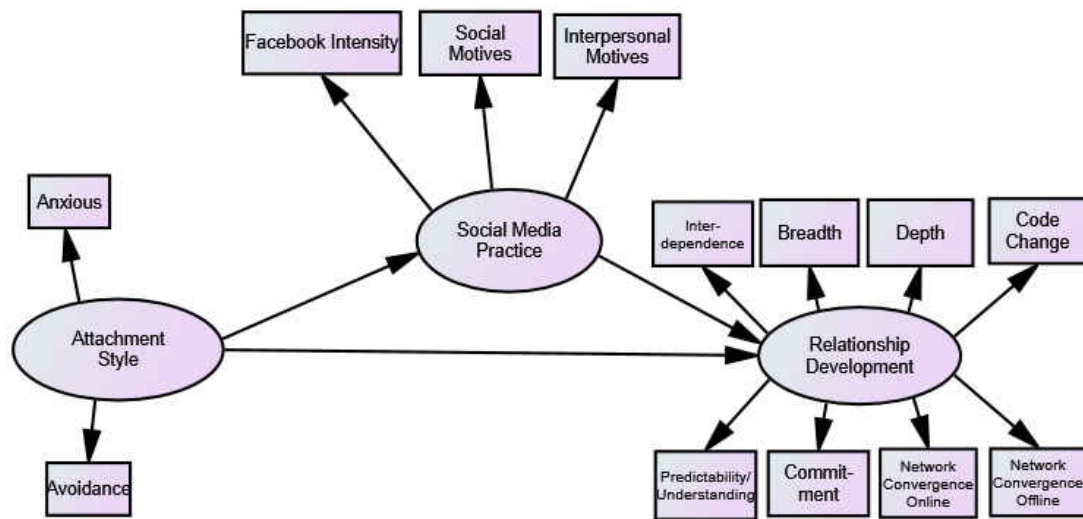 Facebook Intensity
Social
Motives
Interpersonal
Motives
Anxious
Social Media
Practice
Inter-
dependence
Breadth
Depth
Code
Change
Attachment
Style
Relationship
Development
Avoidance
Predictability/
Understanding
Commit-
ment
Network
Convergence
Online
Network
Convergence
Offline